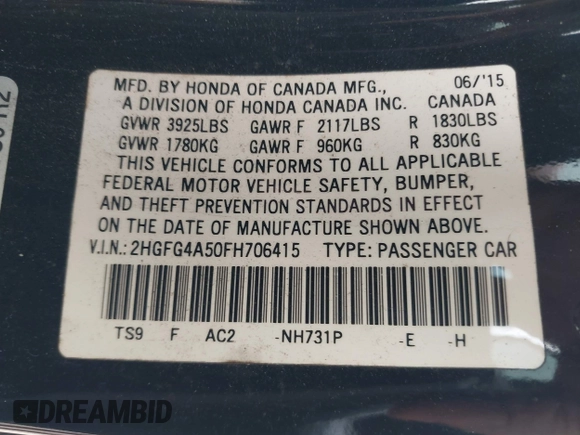 MFD. BY HONDA OF CANADA MFG., 06/'15
A DIVISION OF HONDA CANADA INC. CANADA
GVWR 3925LBS GAWR F 2117LBS R 1830LBS
GVWR 1780KG GAWR F 960KG R 830KG
THIS VEHICLE CONFORMS TO ALL APPLICABLE
FEDERAL MOTOR VEHICLE SAFETY, BUMPER,
AND THEFT PREVENTION STANDARDS IN EFFECT
ON THE DATE OF MANUFACTURE SHOWN ABOVE.
V.I.N.: 2HGFG4A50FH706415 TYPE: PASSENGER CAR
TS9 F AC2 -NH731P -E -H
DREAMBID